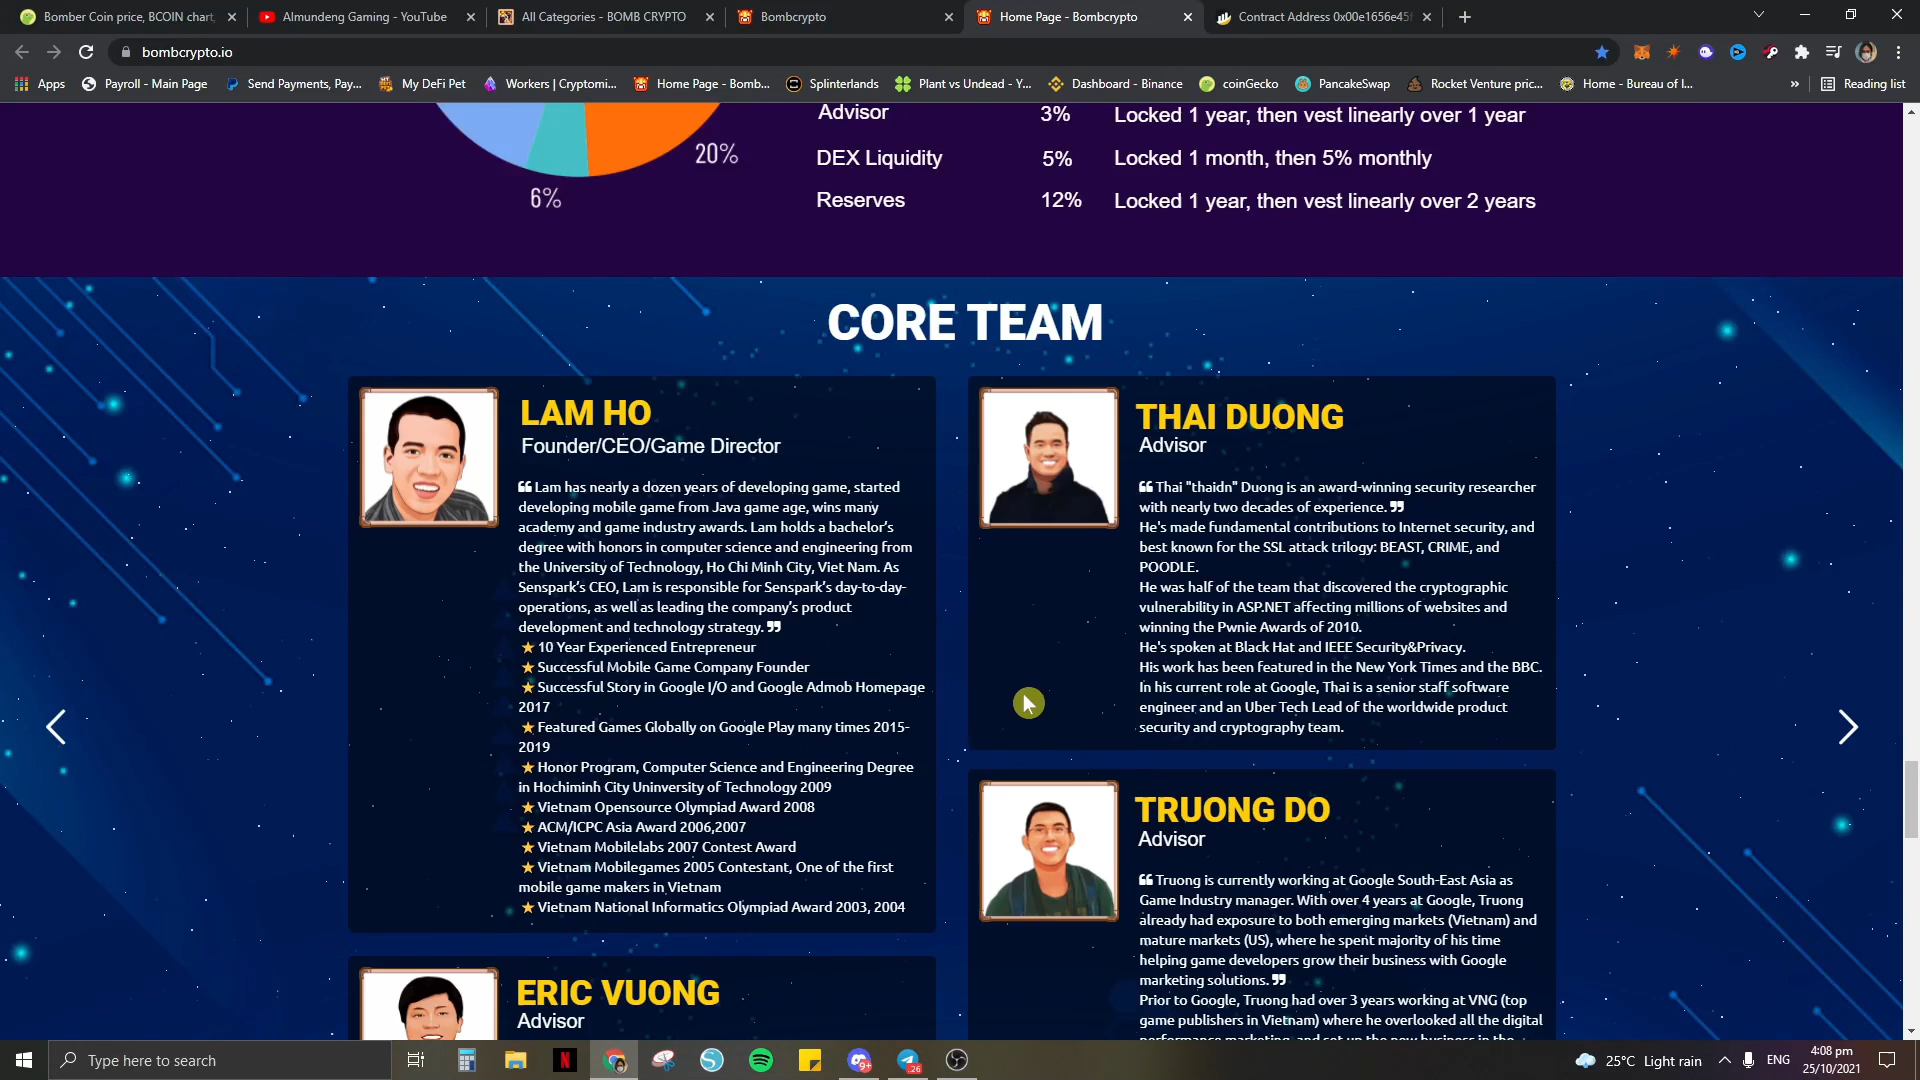 Bomber Coin price, BCOIN chart,
Almundeng Gaming - YouTube
All Categories - BOMB CRYPTO
Bombcrypto
Home Page - Bombcrypto
Contract Address 0x00e1656e45f
bombcrypto.io
Apps
Payroll - Main Page
Send Payments, Pay...
My DeFi Pet
Workers | Cryptomi...
Home Page - Bomb...
Splinterlands
Plant vs Undead - Y...
Dashboard - Binance
coinGecko
PancakeSwap
Rocket Venture pric...
Home - Bureau of I...
»
Reading list
Advisor 3% Locked 1 year, then vest linearly over 1 year
20%
DEX Liquidity 5% Locked 1 month, then 5% monthly
6%
Reserves 12% Locked 1 year, then vest linearly over 2 years
CORE TEAM
LAM HO
Founder/CEO/Game Director
❝ Lam has nearly a dozen years of developing game, started
developing mobile game from Java game age, wins many
academy and game industry awards. Lam holds a bachelor's
degree with honors in computer science and engineering from
the University of Technology, Ho Chi Minh City, Viet Nam. As
Senspark's CEO, Lam is responsible for Senspark's day-to-day-
operations, as well as leading the company's product
development and technology strategy. ❞
★ 10 Year Experienced Entrepreneur
★ Successful Mobile Game Company Founder
★ Successful Story in Google I/O and Google Admob Homepage
2017
★ Featured Games Globally on Google Play many times 2015-
2019
★ Honor Program, Computer Science and Engineering Degree
in Hochiminh City Uninversity of Technology 2009
★ Vietnam Opensource Olympiad Award 2008
★ ACM/ICPC Asia Award 2006,2007
★ Vietnam Mobilelabs 2007 Contest Award
★ Vietnam Mobilegames 2005 Contestant, One of the first
mobile game makers in Vietnam
★ Vietnam National Informatics Olympiad Award 2003, 2004
THAI DUONG
Advisor
❝ Thai "thaidn" Duong is an award-winning security researcher
with nearly two decades of experience. ❞
He's made fundamental contributions to Internet security, and
best known for the SSL attack trilogy: BEAST, CRIME, and
POODLE.
He was half of the team that discovered the cryptographic
vulnerability in ASP.NET affecting millions of websites and
winning the Pwnie Awards of 2010.
He's spoken at Black Hat and IEEE Security&Privacy.
His work has been featured in the New York Times and the BBC.
In his current role at Google, Thai is a senior staff software
engineer and an Uber Tech Lead of the worldwide product
security and cryptography team.
ERIC VUONG
Advisor
TRUONG DO
Advisor
❝ Truong is currently working at Google South-East Asia as
Game Industry manager. With over 4 years at Google, Truong
already had exposure to both emerging markets (Vietnam) and
mature markets (US), where he spent majority of his time
helping game developers grow their business with Google
marketing solutions. ❞
Prior to Google, Truong had over 3 years working at VNG (top
game publishers in Vietnam) where he overlooked all the digital
performance marketing, and set up the new business in the
Type here to search
25°C Light rain
ENG
4:08 pm
25/10/2021